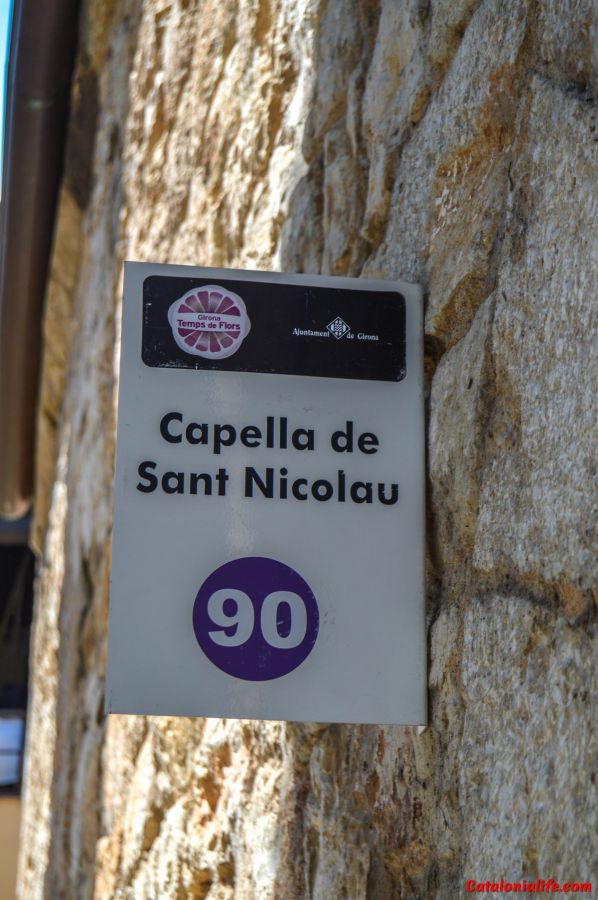 Girona
Temps de Flors
Ajuntament de Girona
Capella de
Sant Nicolau
90
Catalonialife.com